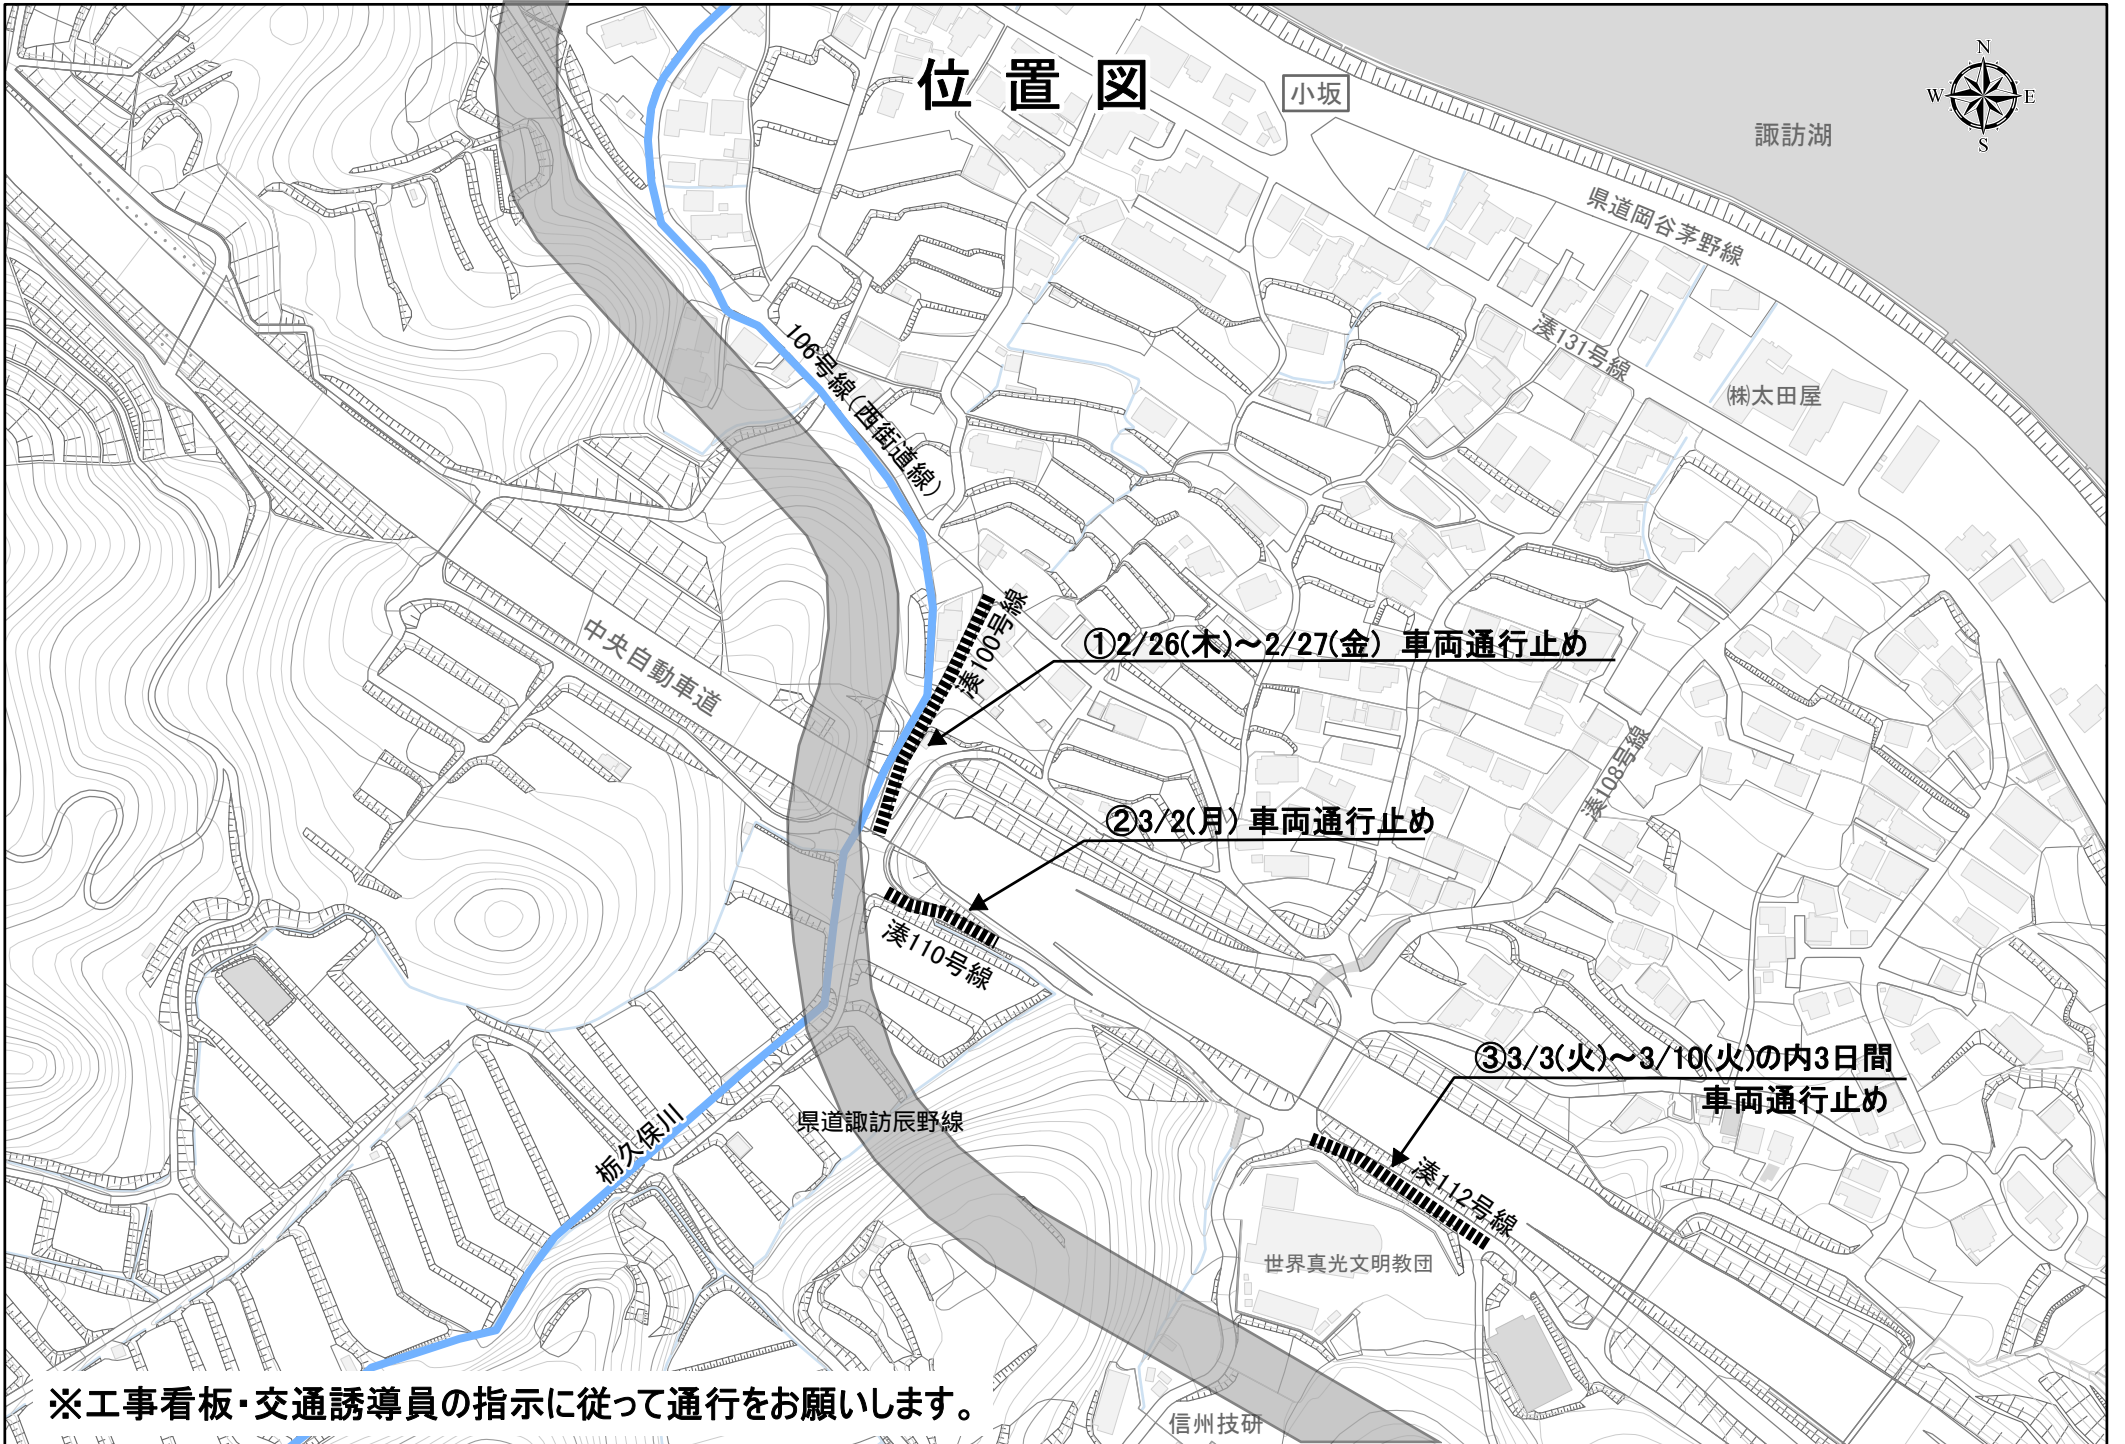 位置図
小坂
N
W
E
S
諏訪湖
県道岡谷茅野線
湊131号線
㈱太田屋
106号線(西街道線)
中央自動車道
湊100号線
①2/26(木)～2/27(金) 車両通行止め
湊108号線
②3/2(月) 車両通行止め
湊110号線
③3/3(火)～3/10(火)の内3日間
車両通行止め
県道諏訪辰野線
栃久保川
湊112号線
世界真光文明教団
信州技研
※工事看板・交通誘導員の指示に従って通行をお願いします。